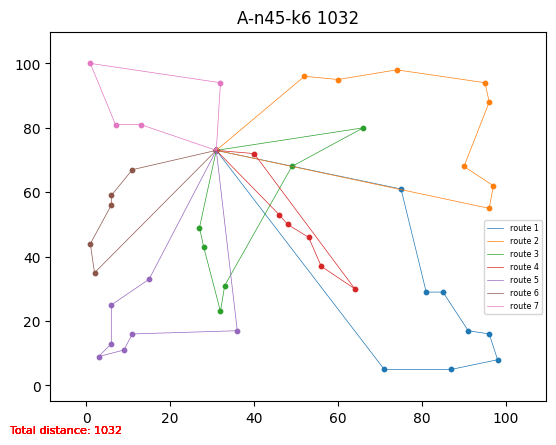 A-n45-k6 1032
100
80
60
40
20
0
0 20 40 60 80 100
route 1
route 2
route 3
route 4
route 5
route 6
route 7
Total distance: 1032